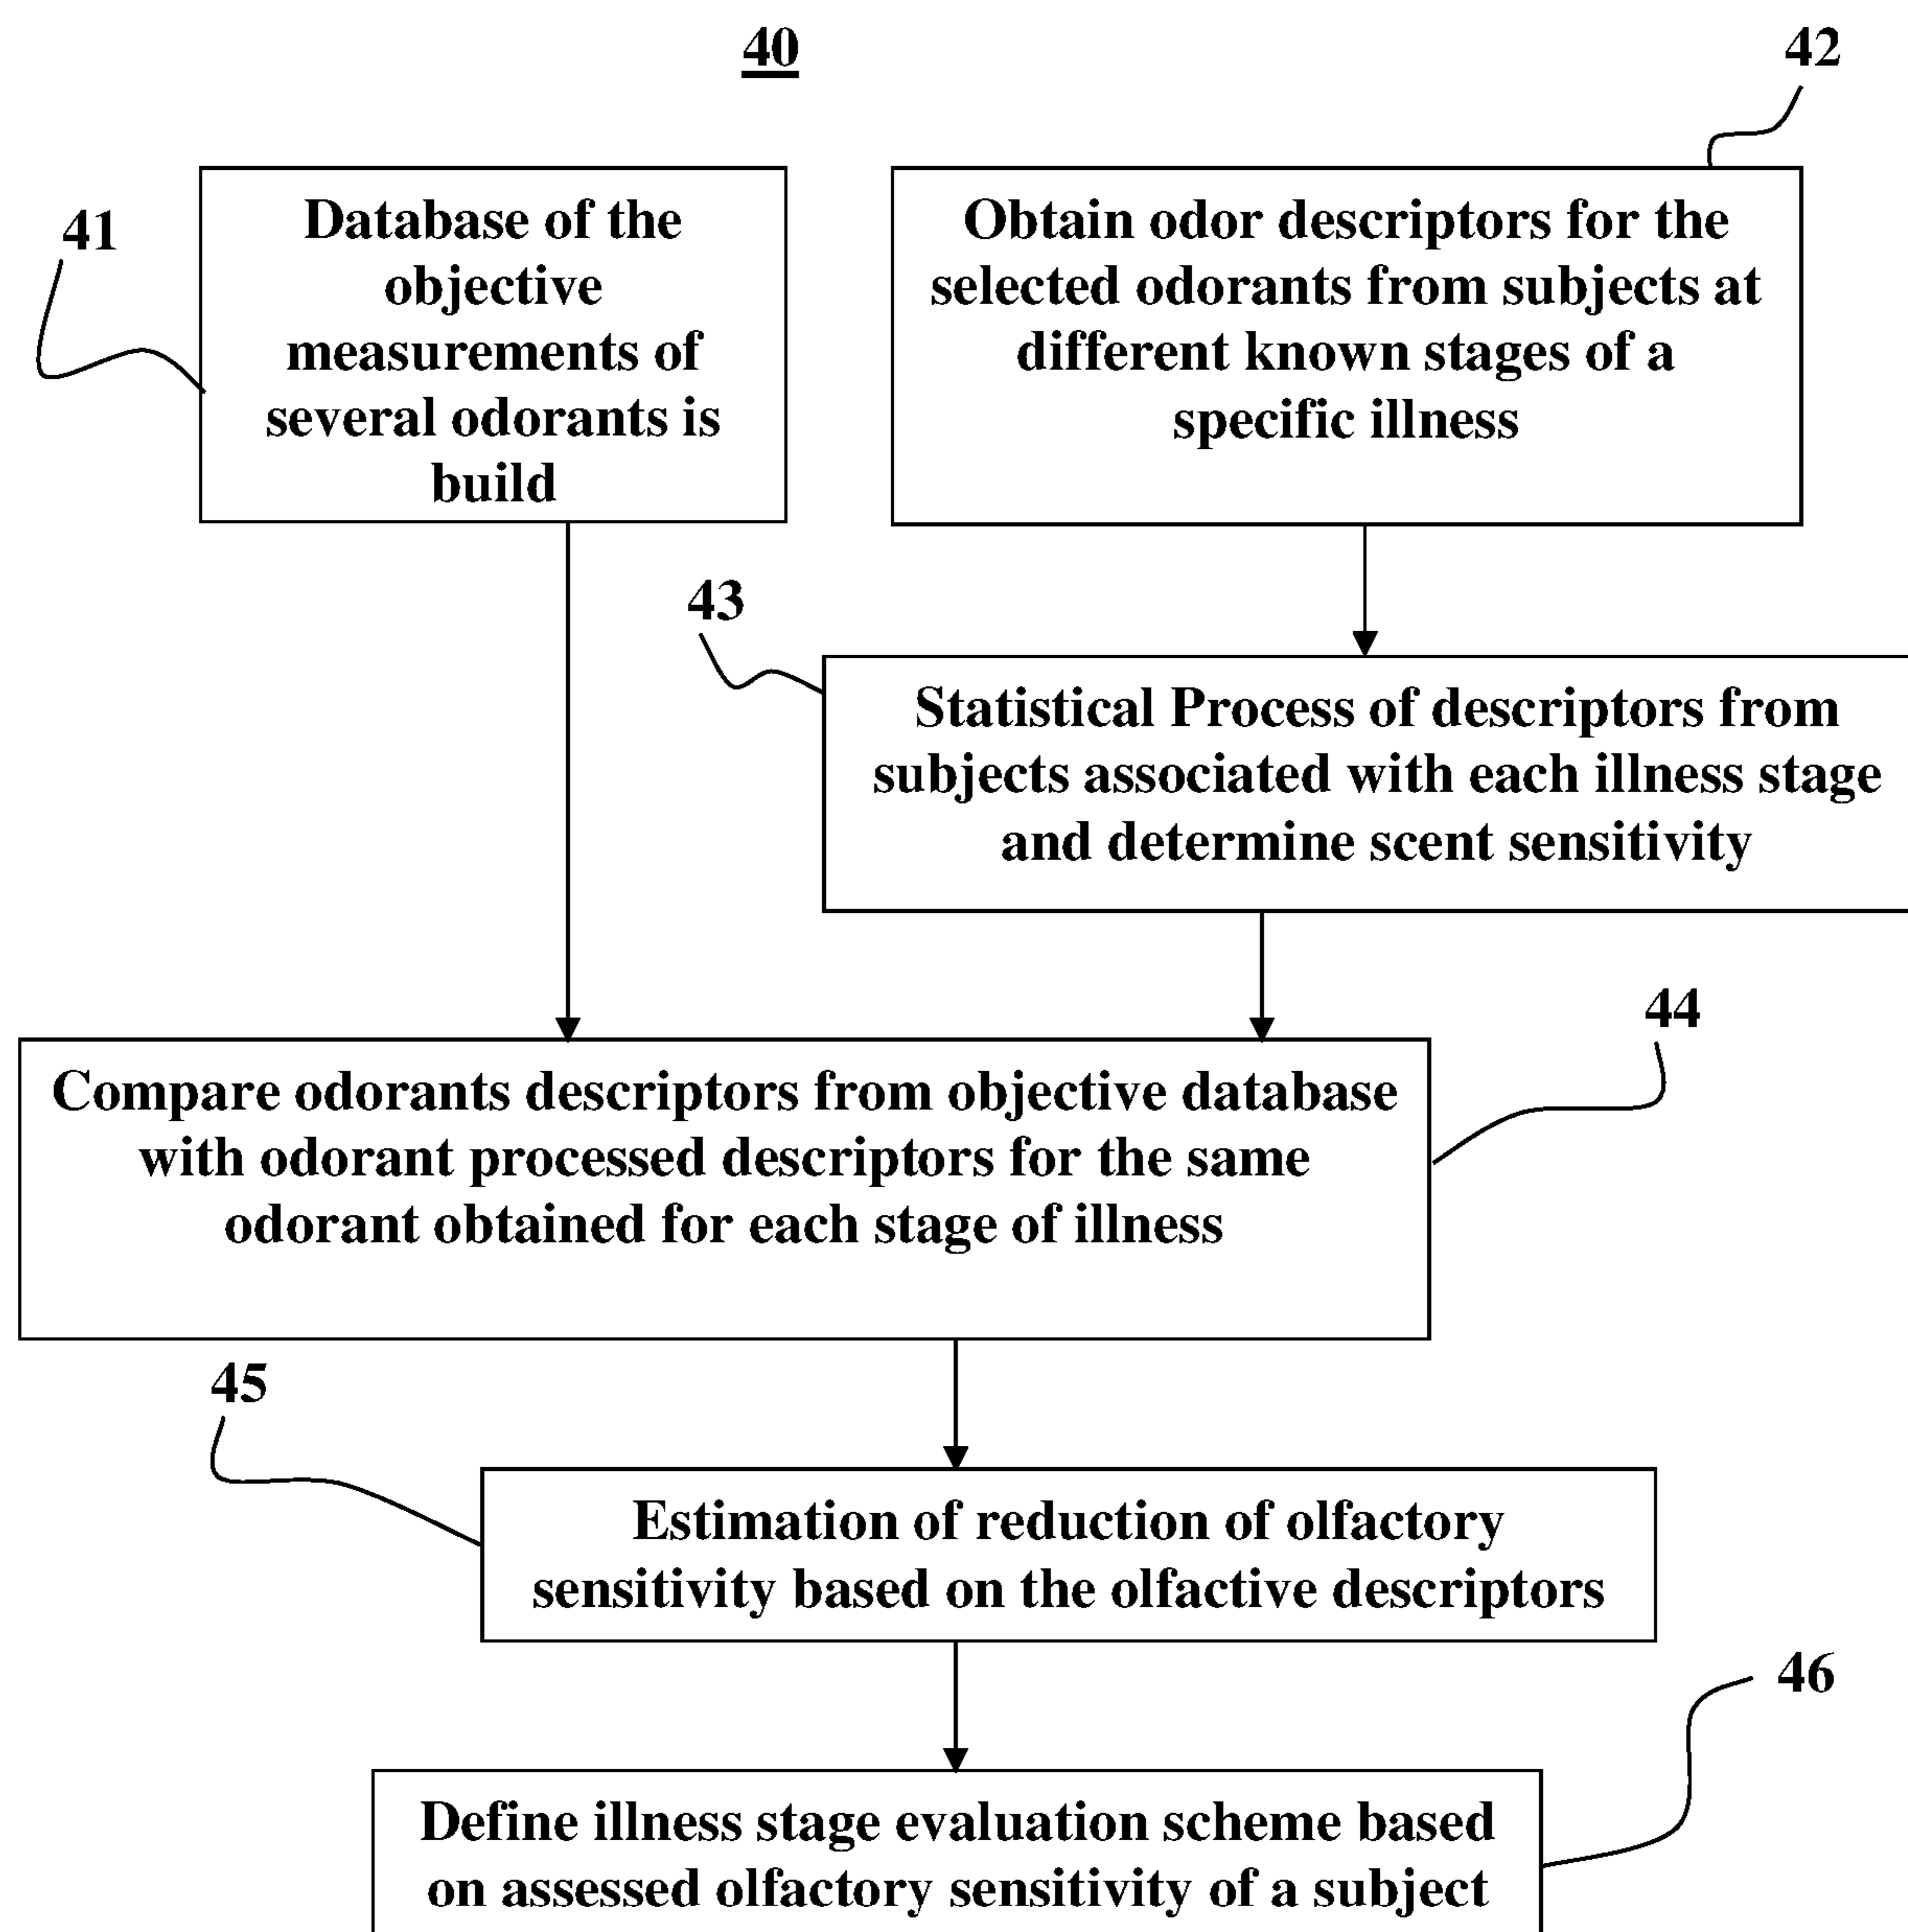 40
42
41
Database of the
objective
measurements of
several odorants is
build
Obtain odor descriptors for the
selected odorants from subjects at
different known stages of a
specific illness
43
Statistical Process of descriptors from
subjects associated with each illness stage
and determine scent sensitivity
44
Compare odorants descriptors from objective database
with odorant processed descriptors for the same
odorant obtained for each stage of illness
45
Estimation of reduction of olfactory
sensitivity based on the olfactive descriptors
46
Define illness stage evaluation scheme based
on assessed olfactory sensitivity of a subject